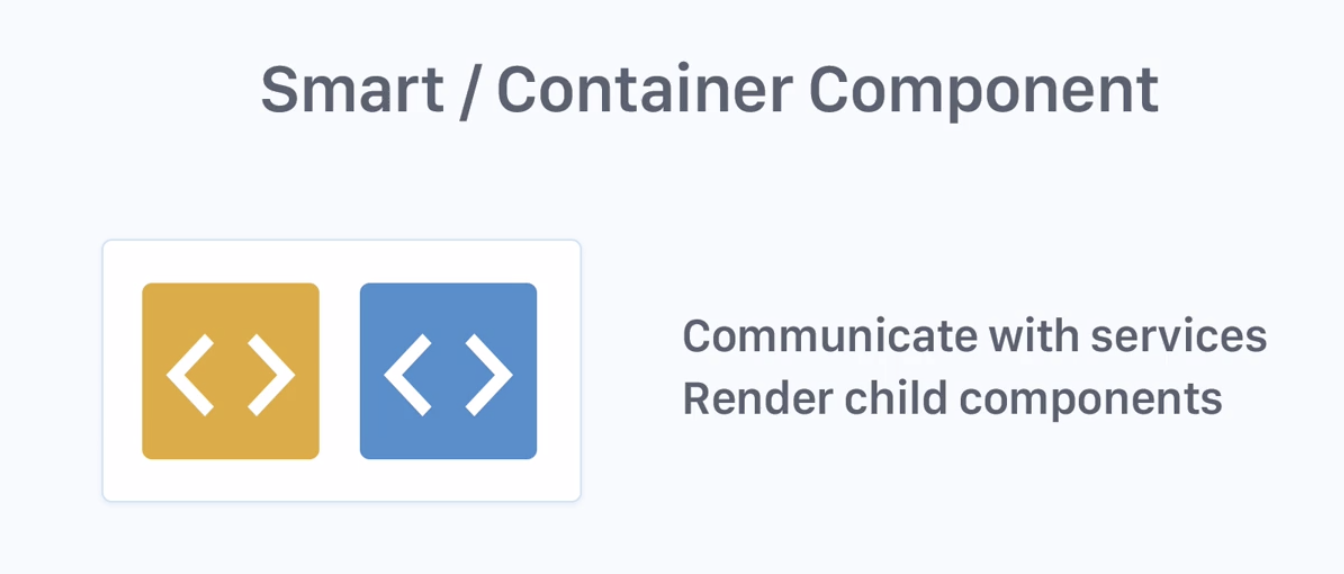 Smart / Container Component
Communicate with services
Render child components